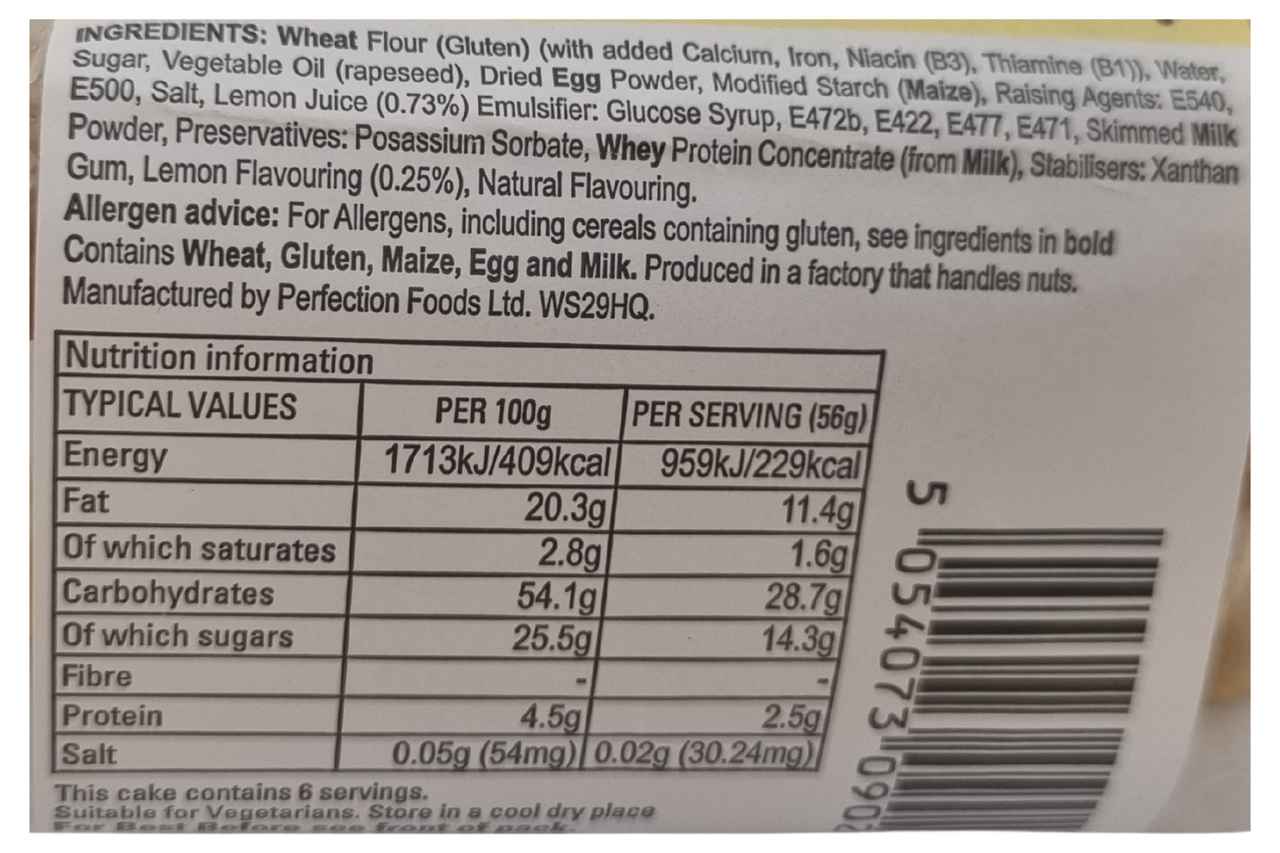 INGREDIENTS: Wheat Flour (Gluten) (with added Calcium, Iron, Niacin (B3), Thiamine (B1)), Water,
Sugar, Vegetable Oil (rapeseed), Dried Egg Powder, Modified Starch (Maize), Raising Agents: E540,
E500, Salt, Lemon Juice (0.73%) Emulsifier: Glucose Syrup, E472b, E422, E477, E471, Skimmed Milk
Powder, Preservatives: Posassium Sorbate, Whey Protein Concentrate (from Milk), Stabilisers: Xanthan
Gum, Lemon Flavouring (0.25%), Natural Flavouring.
Allergen advice: For Allergens, including cereals containing gluten, see ingredients in bold
Contains Wheat, Gluten, Maize, Egg and Milk. Produced in a factory that handles nuts.
Manufactured by Perfection Foods Ltd. WS29HQ.
Nutrition information
TYPICAL VALUES PER 100g PER SERVING (56g)
Energy 1713kJ/409kcal 959kJ/229kcal
Fat 20.3g 11.4g
Of which saturates 2.8g 1.6g
Carbohydrates 54.1g 28.7g
Of which sugars 25.5g 14.3g
Fibre - -
Protein 4.5g 2.5g
Salt 0.05g (54mg) 0.02g (30.24mg)
This cake contains 6 servings.
Suitable for Vegetarians. Store in a cool dry place
For Best Before see front of pack.
5 054073 090